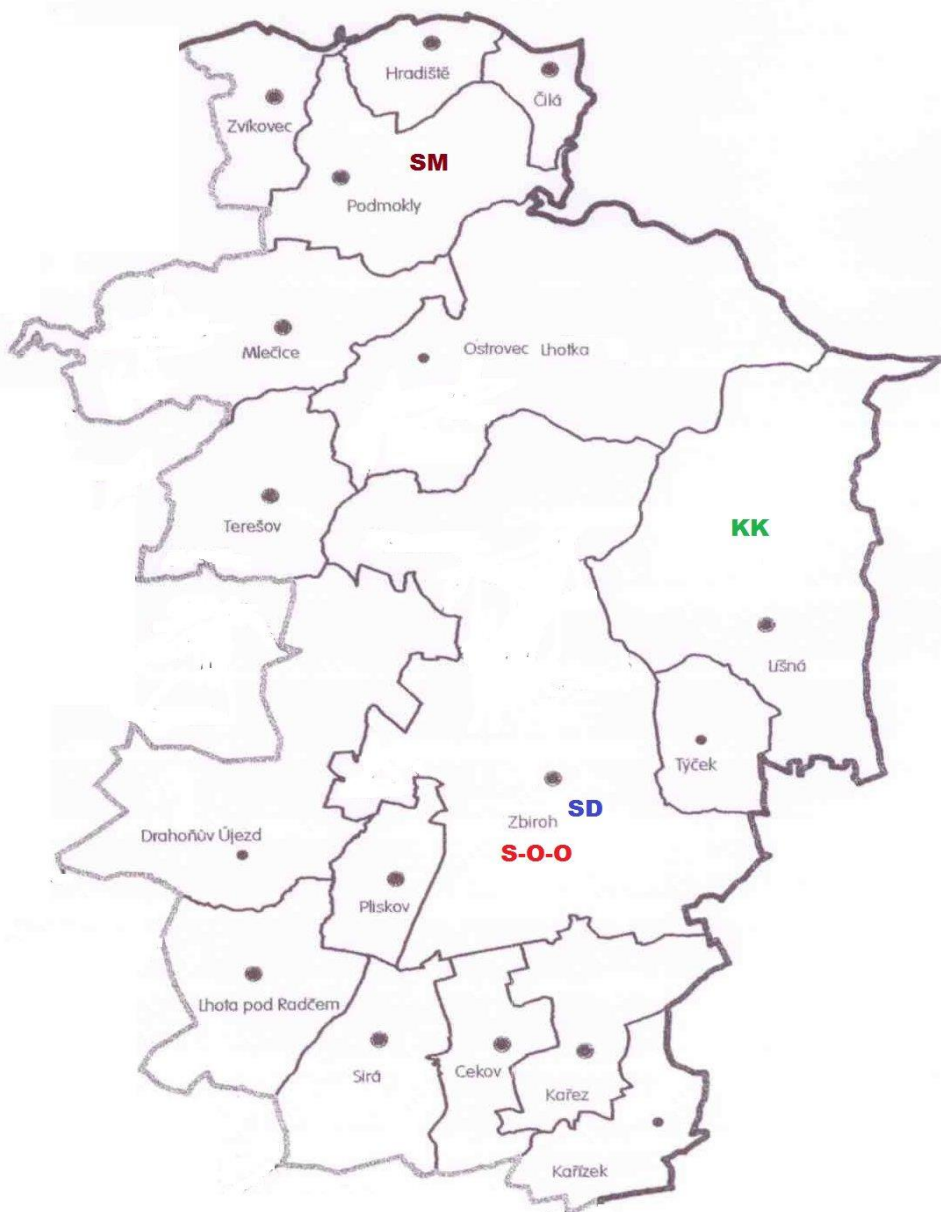 Hradiště
Čilá
Zvíkovec
SM
Podmokly
Mlečice
Ostrovec Lhotka
Terešov
KK
Líšná
Týček
Zbiroh SD
S-O-O
Drahoňův Újezd
Pliskov
Lhota pod Radčem
Sirá
Cekov
Kařez
Kařízek